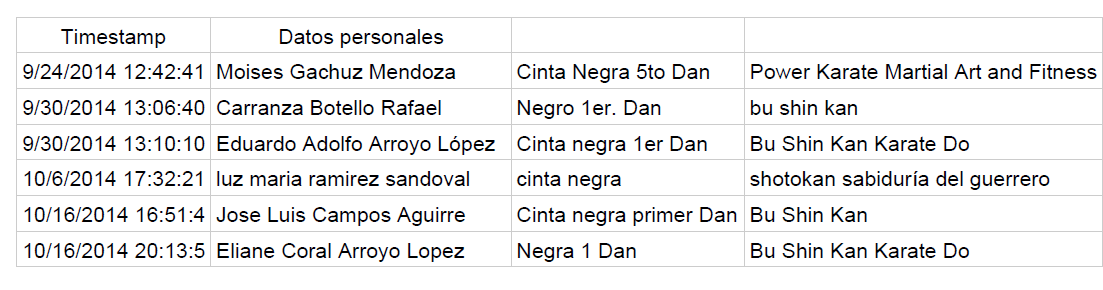 Timestamp Datos personales
9/24/2014 12:42:41 Moises Gachuz Mendoza Cinta Negra 5to Dan Power Karate Martial Art and Fitness
9/30/2014 13:06:40 Carranza Botello Rafael Negro 1er. Dan bu shin kan
9/30/2014 13:10:10 Eduardo Adolfo Arroyo López Cinta negra 1er Dan Bu Shin Kan Karate Do
10/6/2014 17:32:21 luz maria ramirez sandoval cinta negra shotokan sabiduría del guerrero
10/16/2014 16:51:4 Jose Luis Campos Aguirre Cinta negra primer Dan Bu Shin Kan
10/16/2014 20:13:5 Eliane Coral Arroyo Lopez Negra 1 Dan Bu Shin Kan Karate Do